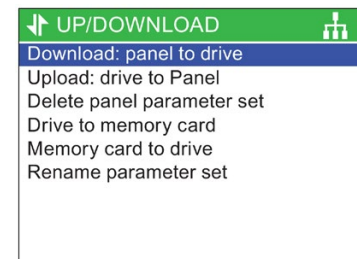 UP/DOWNLOAD
Download: panel to drive
Upload: drive to Panel
Delete panel parameter set
Drive to memory card
Memory card to drive
Rename parameter set